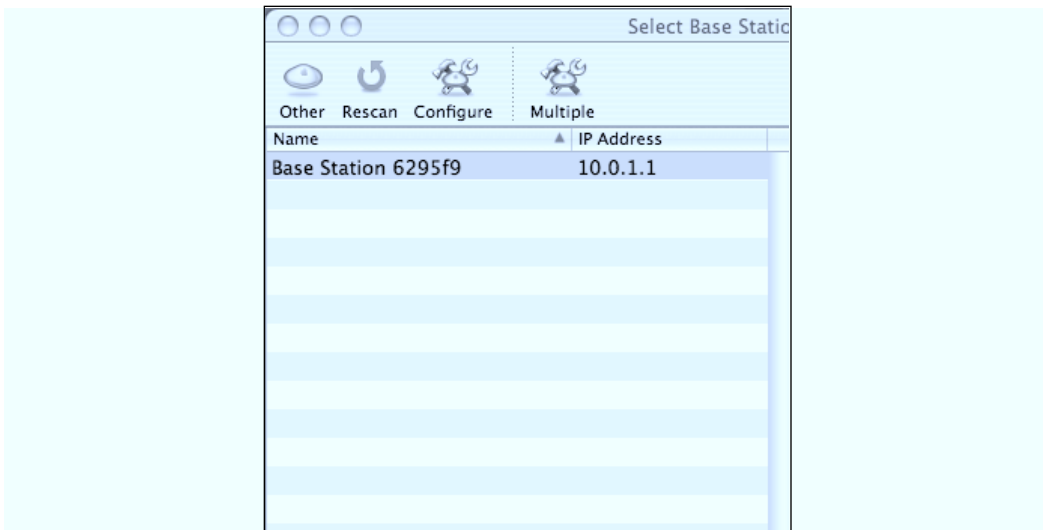 Select Base Static
Other Rescan Configure Multiple
Name IP Address
Base Station 6295f9 10.0.1.1